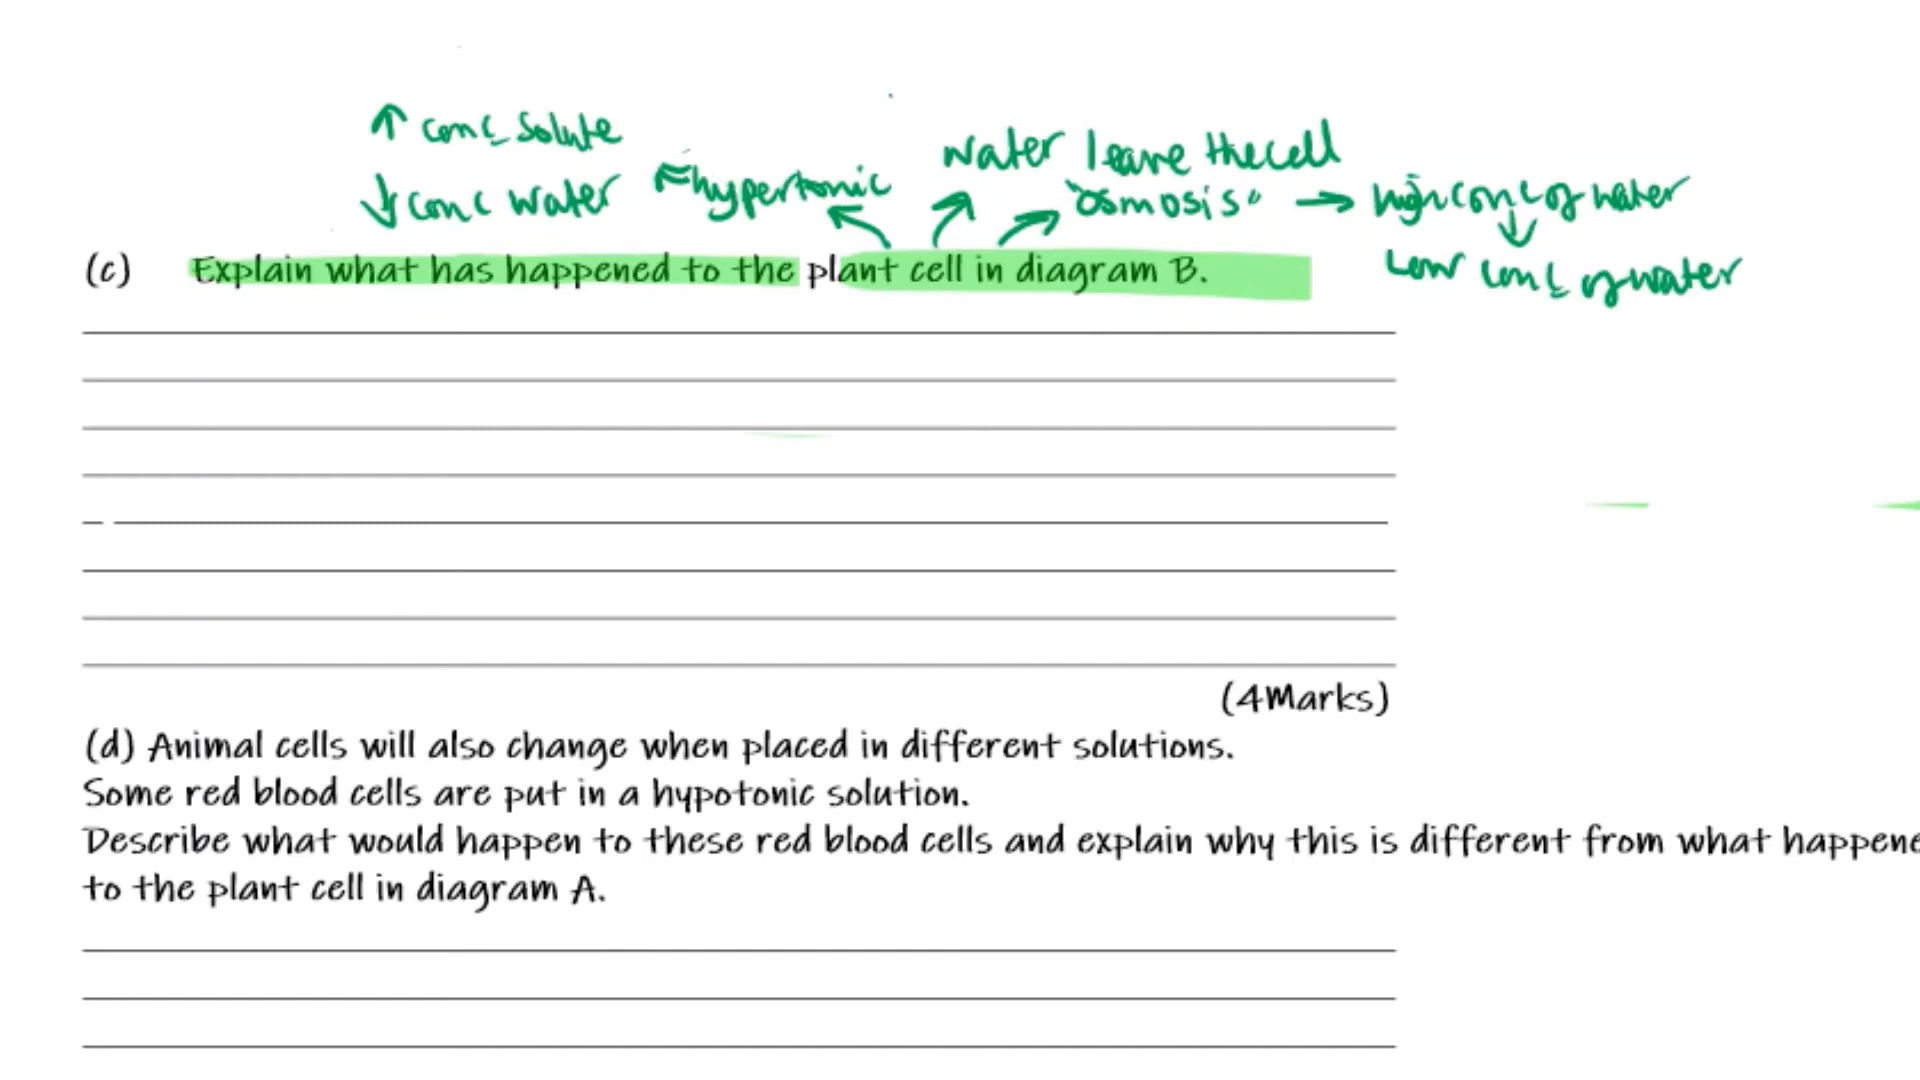 ↑ conc solute
water leave the cell
↓ conc water ← hypertonic
"osmosis" → high conc of water
↓
low conc of water
(c) Explain what has happened to the plant cell in diagram B.
(4Marks)
(d) Animal cells will also change when placed in different solutions.
Some red blood cells are put in a hypotonic solution.
Describe what would happen to these red blood cells and explain why this is different from what happene
to the plant cell in diagram A.